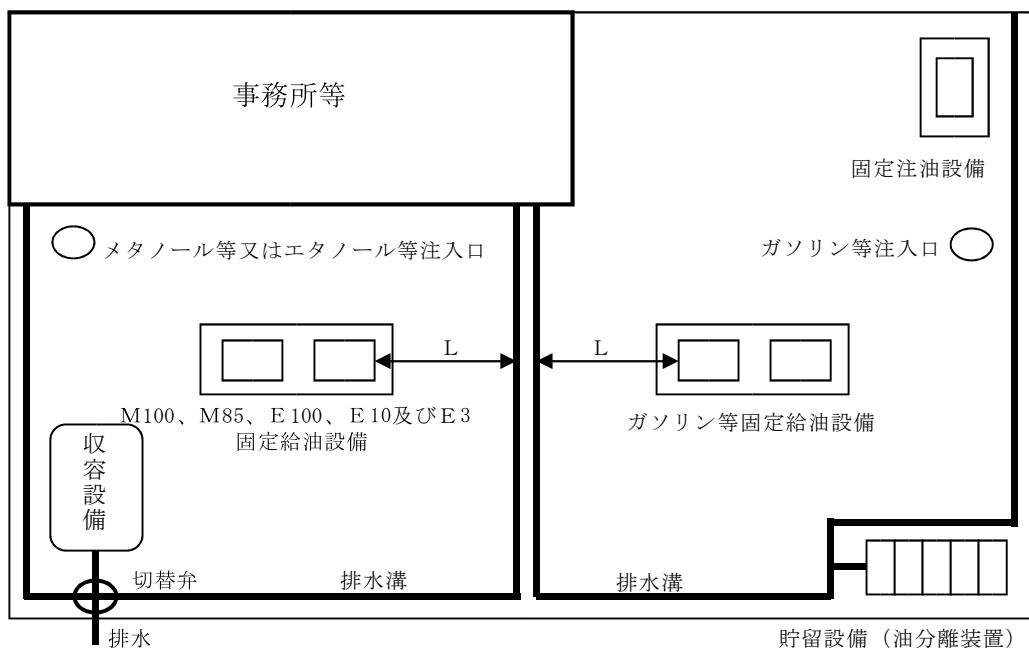 事務所等
固定注油設備
メタノール等又はエタノール等注入口
ガソリン等注入口
L
L
M100、M85、E100、E10及びE3
固定給油設備
ガソリン等固定給油設備
収容設備
切替弁
排水溝
排水溝
排水
貯留設備（油分離装置）